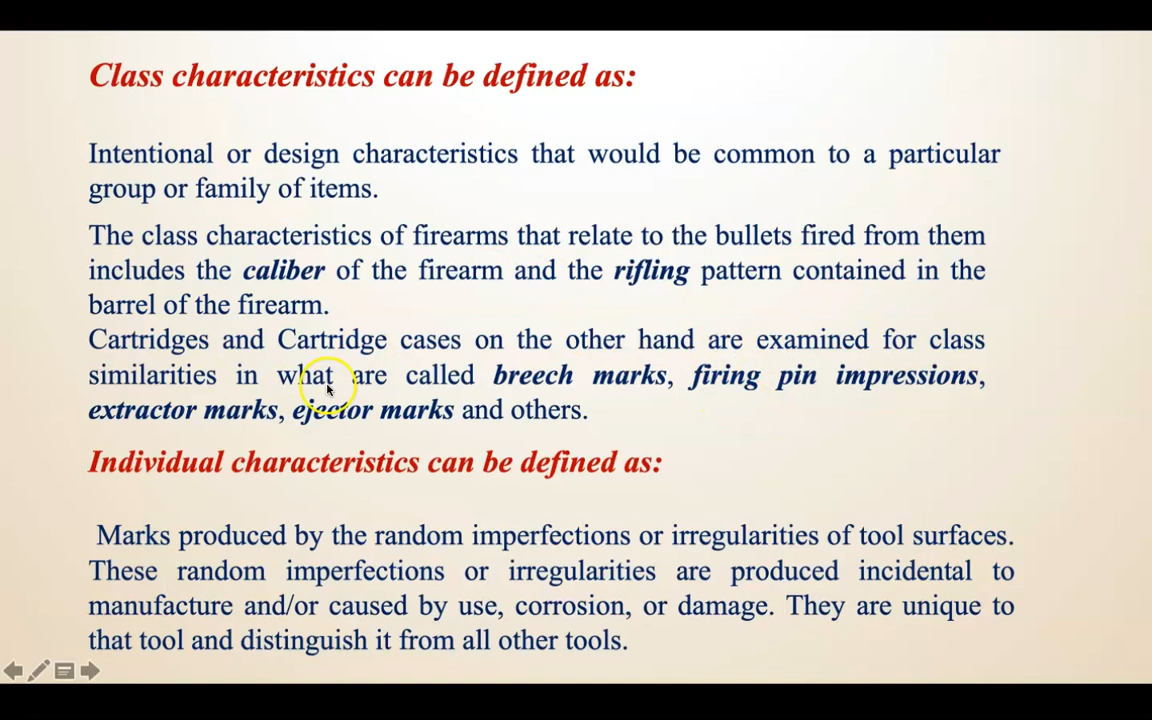 Class characteristics can be defined as:
Intentional or design characteristics that would be common to a particular
group or family of items.
The class characteristics of firearms that relate to the bullets fired from them
includes the caliber of the firearm and the rifling pattern contained in the
barrel of the firearm.
Cartridges and Cartridge cases on the other hand are examined for class
similarities in what are called breech marks, firing pin impressions,
extractor marks, ejector marks and others.
Individual characteristics can be defined as:
Marks produced by the random imperfections or irregularities of tool surfaces.
These random imperfections or irregularities are produced incidental to
manufacture and/or caused by use, corrosion, or damage. They are unique to
that tool and distinguish it from all other tools.